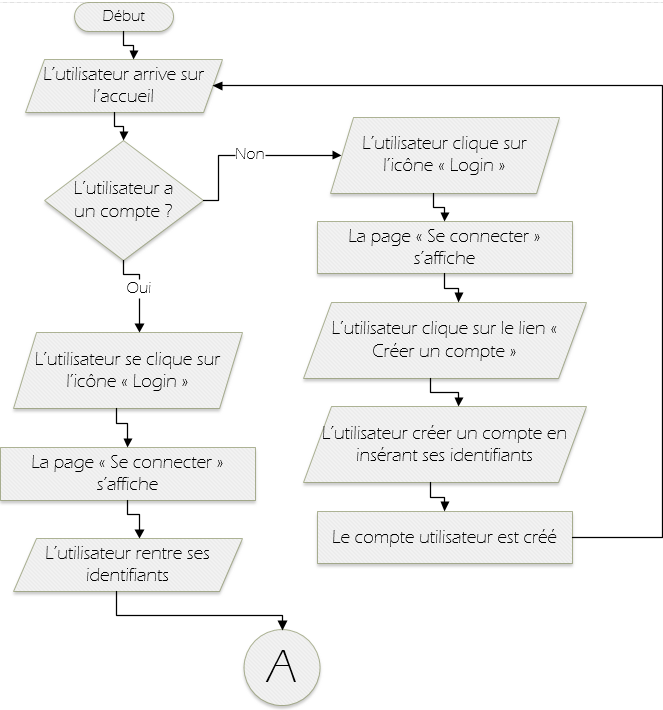 Début
L'utilisateur arrive sur
l'accueil
L'utilisateur a
un compte ?
Non
Oui
L'utilisateur se clique sur
l'icône « Login »
La page « Se connecter »
s'affiche
L'utilisateur rentre ses
identifiants
A
L'utilisateur clique sur
l'icône « Login »
La page « Se connecter »
s'affiche
L'utilisateur clique sur le lien «
Créer un compte »
L'utilisateur créer un compte en
insérant ses identifiants
Le compte utilisateur est créé